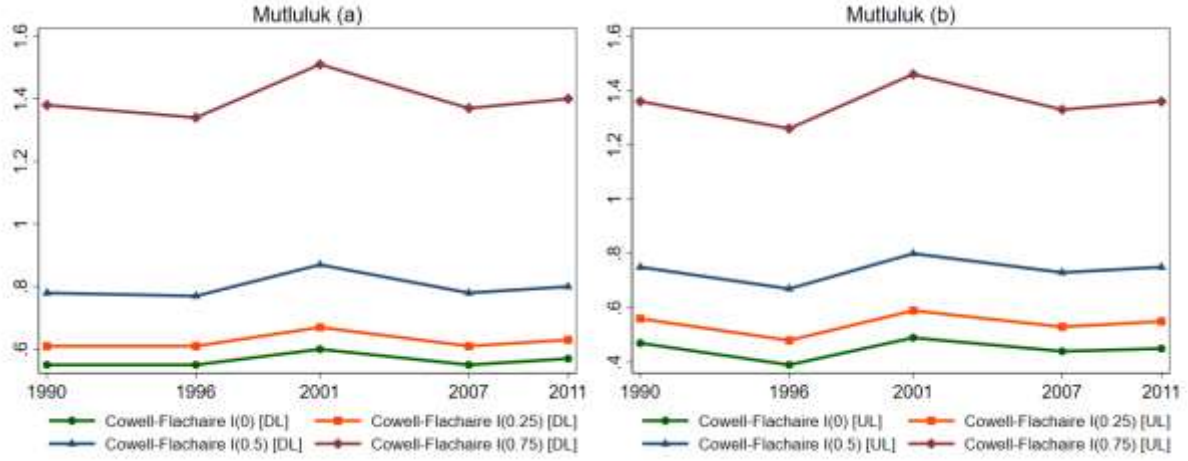 Mutluluk (a)
1.6
1.4
1.2
1
.8
.6
1990 1996 2001 2007 2011
Cowell-Flachaire I(0) [DL] Cowell-Flachaire I(0.25) [DL]
Cowell-Flachaire I(0.5) [DL] Cowell-Flachaire I(0.75) [DL]
Mutluluk (b)
1.6
1.4
1.2
1
.8
.6
.4
1990 1996 2001 2007 2011
Cowell-Flachaire I(0) [UL] Cowell-Flachaire I(0.25) [UL]
Cowell-Flachaire I(0.5) [UL] Cowell-Flachaire I(0.75) [UL]